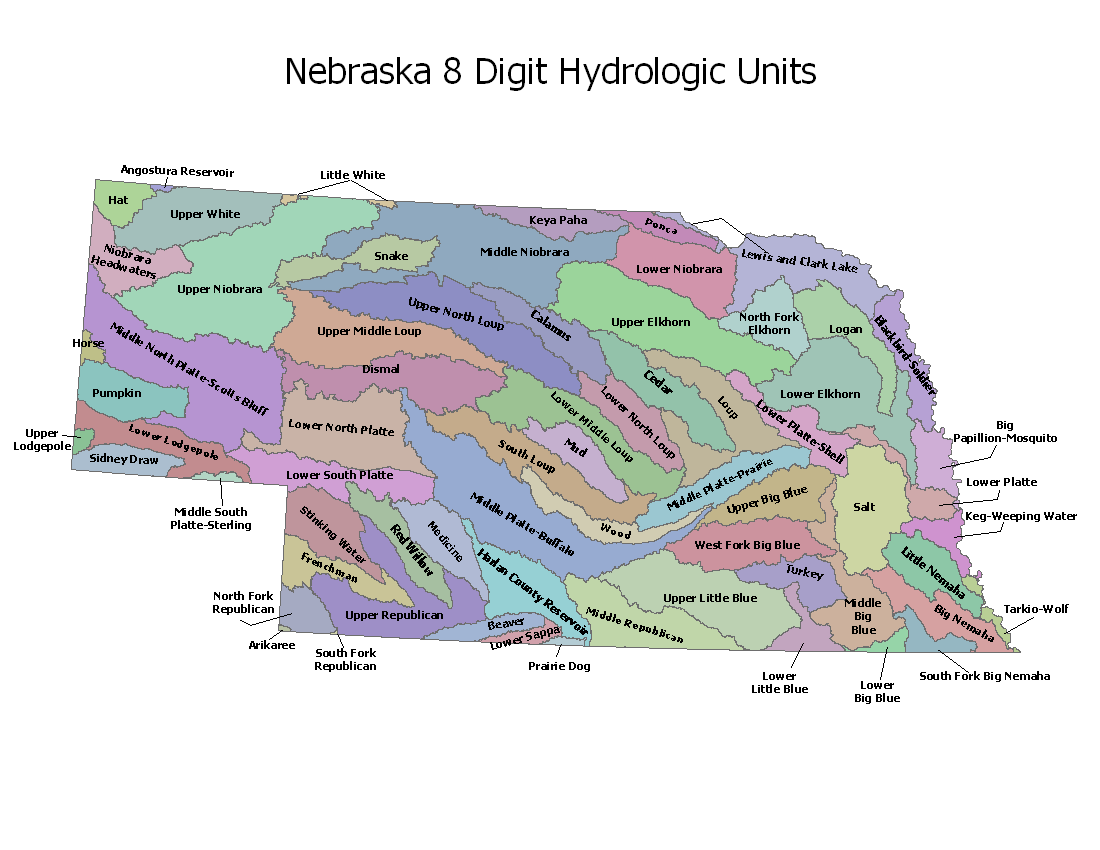 Nebraska 8 Digit Hydrologic Units
Angostura Reservoir
Little White
Hat
Upper White
Keya Paha
Ponca
Niobrara
Headwaters
Snake
Middle Niobrara
Lower Niobrara
Lewis and Clark Lake
Upper Niobrara
Upper North Loup
Calamus
Upper Elkhorn
North Fork
Elkhorn
Logan
Blackbird-Soldier
Horse
Middle North Platte-Scotts Bluff
Upper Middle Loup
Dismal
Cedar
Loup
Lower Elkhorn
Pumpkin
Lower North Platte
Lower Middle Loup
Lower North Loup
Lower Platte-Shell
Big
Papillion-Mosquito
Upper
Lodgepole
Lower Lodgepole
Sidney Draw
South Loup
Mud
Middle Platte-Prairie
Lower Platte
Lower South Platte
Middle Platte-Buffalo
Upper Big Blue
Salt
Keg-Weeping Water
Middle South
Platte-Sterling
Stinking Water
Red Willow
Medicine
Wood
West Fork Big Blue
Little Nemaha
Frenchman
Harlan County Reservoir
Turkey
North Fork
Republican
Upper Republican
Beaver
Middle Republican
Upper Little Blue
Middle
Big
Blue
Big Nemaha
Tarkio-Wolf
Arikaree
South Fork
Republican
Lower Sappa
Prairie Dog
Lower
Little Blue
Lower
Big Blue
South Fork Big Nemaha